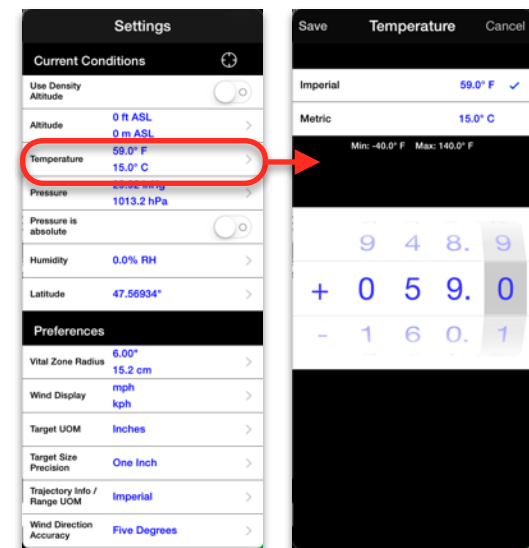 Settings
Current Conditions
Use Density
Altitude
Altitude
0 ft ASL
0 m ASL
Temperature
59.0° F
15.0° C
Pressure
29.92 inHg
1013.2 hPa
Pressure is
absolute
Humidity
0.0% RH
Latitude
47.56934°
Preferences
Vital Zone Radius
6.00"
15.2 cm
Wind Display
mph
kph
Target UOM
Inches
Target Size
Precision
One Inch
Trajectory Info /
Range UOM
Imperial
Wind Direction
Accuracy
Five Degrees
Save Temperature Cancel
Imperial 59.0° F ✓
Metric 15.0° C
Min: -40.0° F Max: 140.0° F
9 4 8. 9
+ 0 5 9. 0
- 1 6 0. 1